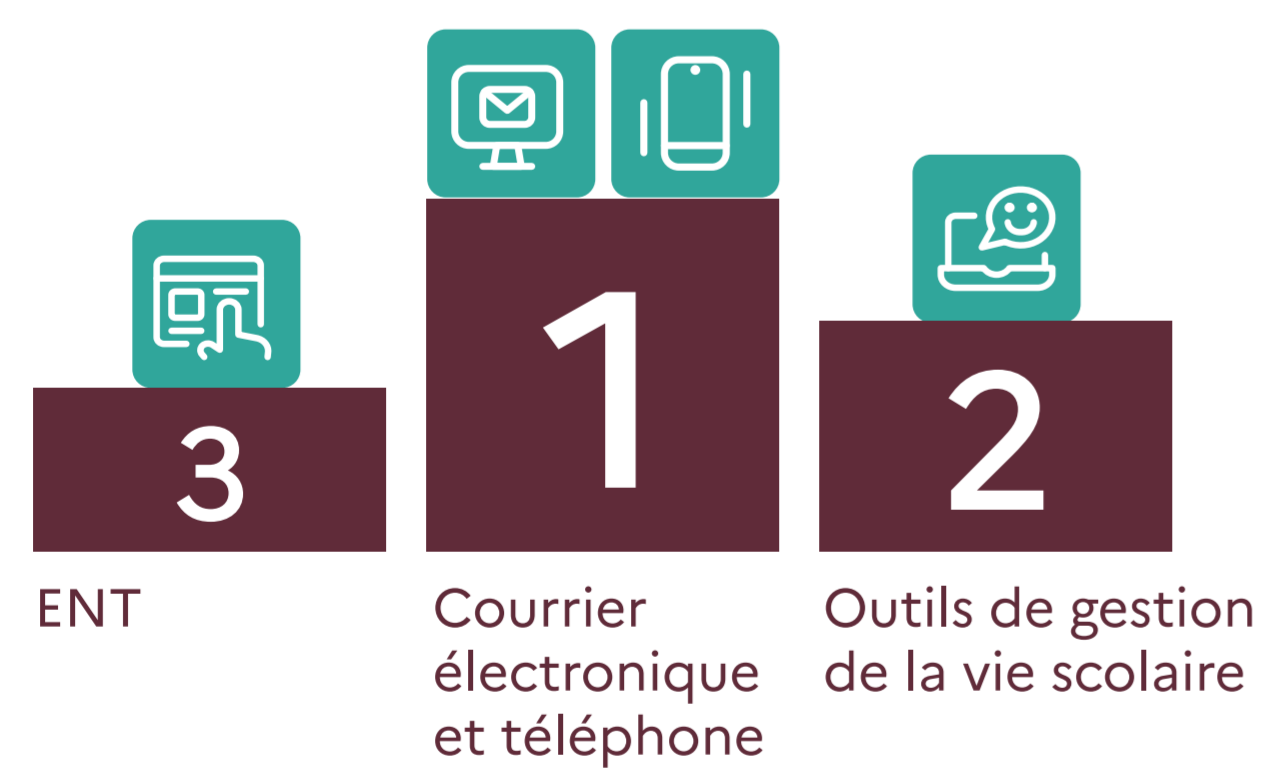 3
ENT
1
Courrier
électronique
et téléphone
2
Outils de gestion
de la vie scolaire